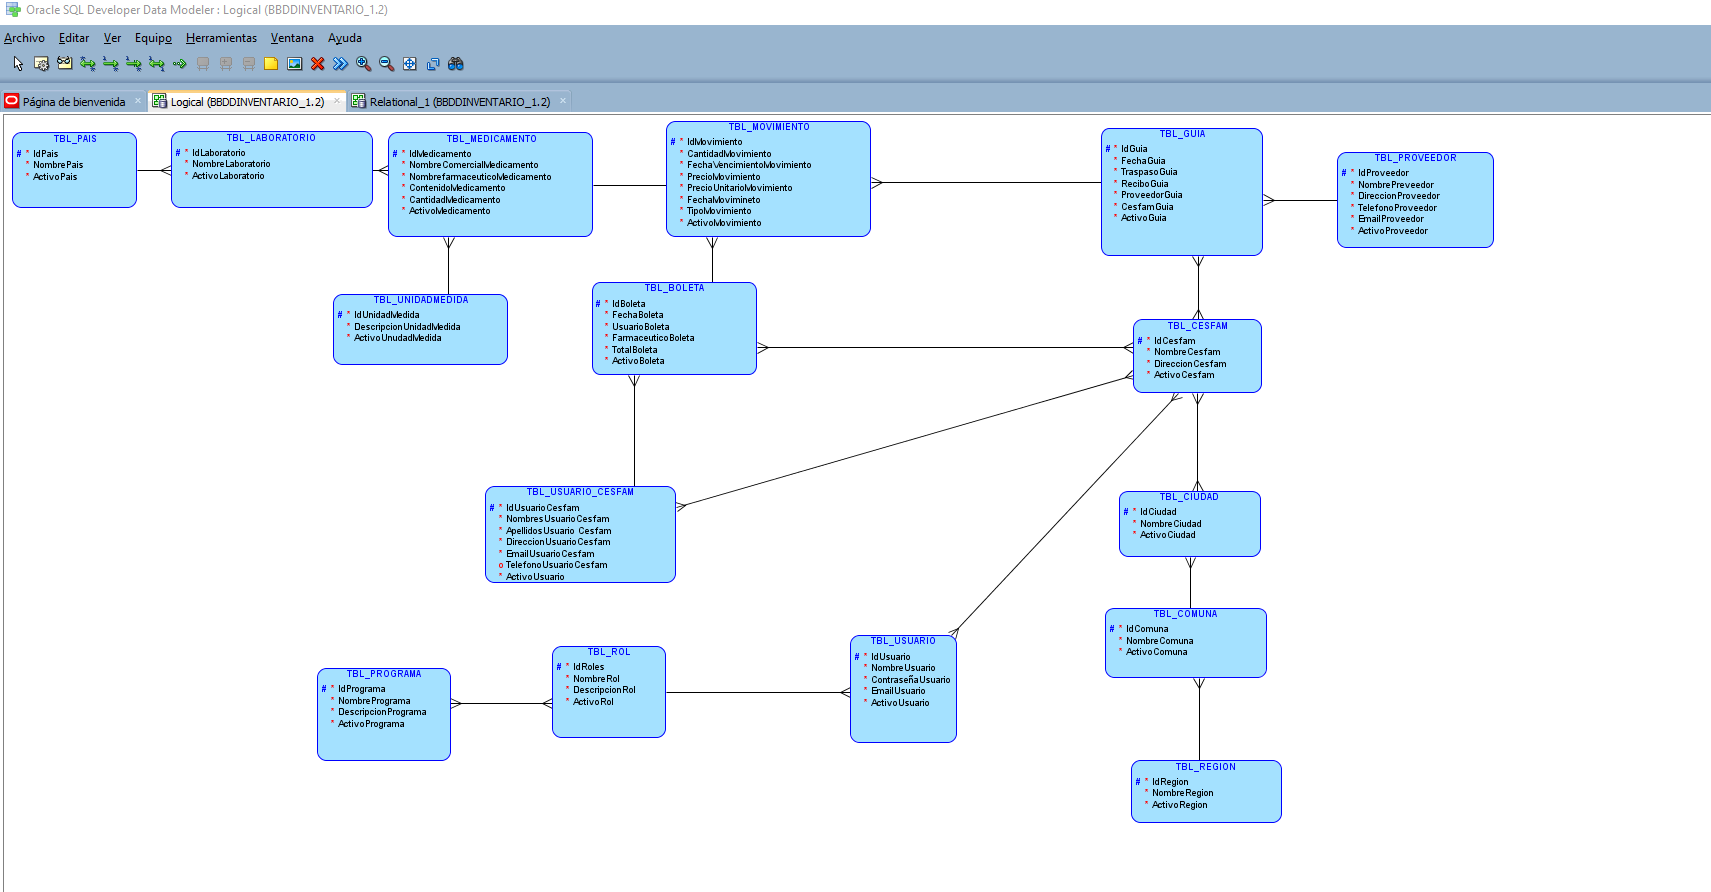 Oracle SQL Developer Data Modeler : Logical (BBDDINVENTARIO_1.2)
Archivo Editar Ver Equipo Herramientas Ventana Ayuda
Página de bienvenida
Logical (BBDDINVENTARIO_1.2)
Relational_1 (BBDDINVENTARIO_1.2)
TBL_PAIS
# * IdPais
* NombrePais
* ActivoPais
TBL_LABORATORIO
# * IdLaboratorio
* NombreLaboratorio
* ActivoLaboratorio
TBL_MEDICAMENTO
# * IdMedicamento
* NombreComercialMedicamento
* NombrefarmaceuticoMedicamento
* ContenidoMedicamento
* CantidadMedicamento
* ActivoMedicamento
TBL_MOVIMIENTO
# * IdMovimiento
* CantidadMovimiento
* FechaVencimientoMovimiento
* PrecioMovimiento
* PrecioUnitarioMovimiento
* FechaMovimineto
* TipoMovimiento
* ActivoMovimiento
TBL_GUIA
# * IdGuia
* FechaGuia
* TraspasoGuia
* ReciboGuia
* ProveedorGuia
* CesfamGuia
* ActivoGuia
TBL_PROVEEDOR
# * IdProveedor
* NombrePreveedor
* DireccionProveedor
* TelefonoProveedor
* EmailProveedor
* ActivoProveedor
TBL_UNIDADMEDIDA
# * IdUnidadMedida
* DescripcionUnidadMedida
* ActivoUnudadMedida
TBL_BOLETA
# * IdBoleta
* FechaBoleta
* UsuarioBoleta
* FarmaceuticoBoleta
* TotalBoleta
* ActivoBoleta
TBL_CESFAM
# * IdCesfam
* NombreCesfam
* DireccionCesfam
* ActivoCesfam
TBL_USUARIO_CESFAM
# * IdUsuarioCesfam
* NombresUsuarioCesfam
* ApellidosUsuario Cesfam
* DireccionUsuarioCesfam
* EmailUsuarioCesfam
o TelefonoUsuarioCesfam
* ActivoUsuario
TBL_CIUDAD
# * IdCiudad
* NombreCiudad
* ActivoCiudad
TBL_COMUNA
# * IdComuna
* NombreComuna
* ActivoComuna
TBL_PROGRAMA
# * IdPrograma
* NombrePrograma
* DescripcionPrograma
* ActivoPrograma
TBL_ROL
# * IdRoles
* NombreRol
* DescripcionRol
* ActivoRol
TBL_USUARIO
# * IdUsuario
* NombreUsuario
* ContraseñaUsuario
* EmailUsuario
* ActivoUsuario
TBL_REGION
# * IdRegion
* NombreRegion
* ActivoRegion